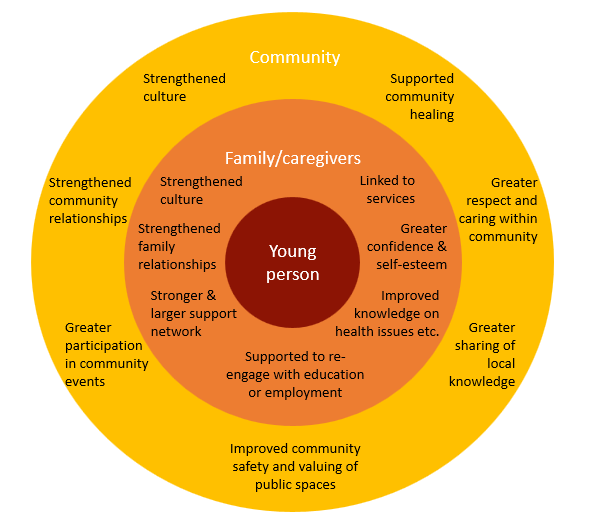 Community
Strengthened
culture
Supported
community
healing
Strengthened
community
relationships
Greater
respect and
caring within
community
Greater
participation
in community
events
Greater
sharing of
local
knowledge
Improved community
safety and valuing of
public spaces
Family/caregivers
Strengthened
culture
Linked to
services
Strengthened
family
relationships
Greater
confidence &
self-esteem
Stronger &
larger support
network
Improved
knowledge on
health issues etc.
Supported to re-
engage with education
or employment
Young
person